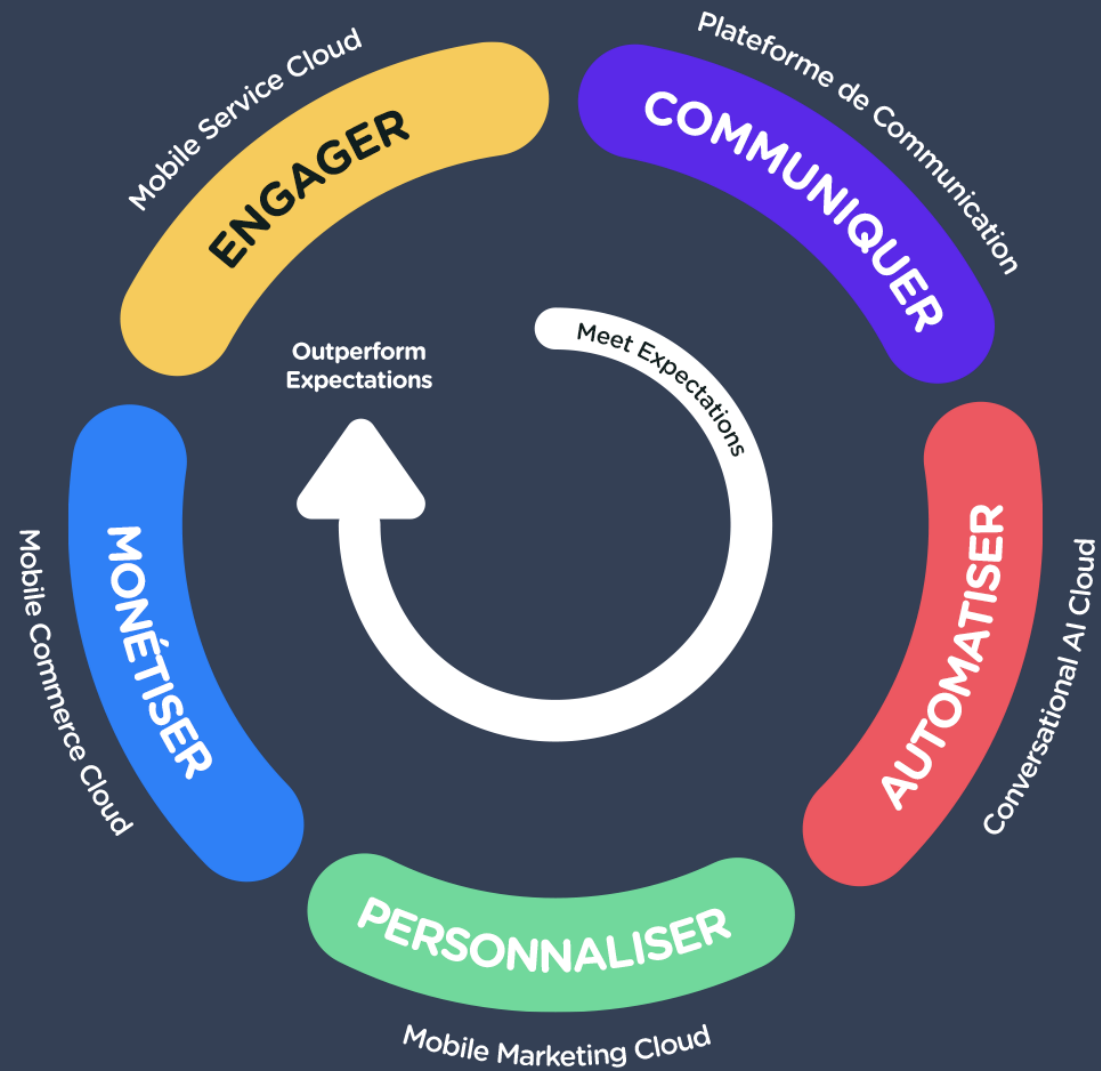 Plateforme de Communication
COMMUNIQUER
Conversational AI Cloud
AUTOMATISER
Mobile Marketing Cloud
PERSONNALISER
Mobile Commerce Cloud
MONÉTISER
Mobile Service Cloud
ENGAGER
Meet Expectations
Outperform
Expectations